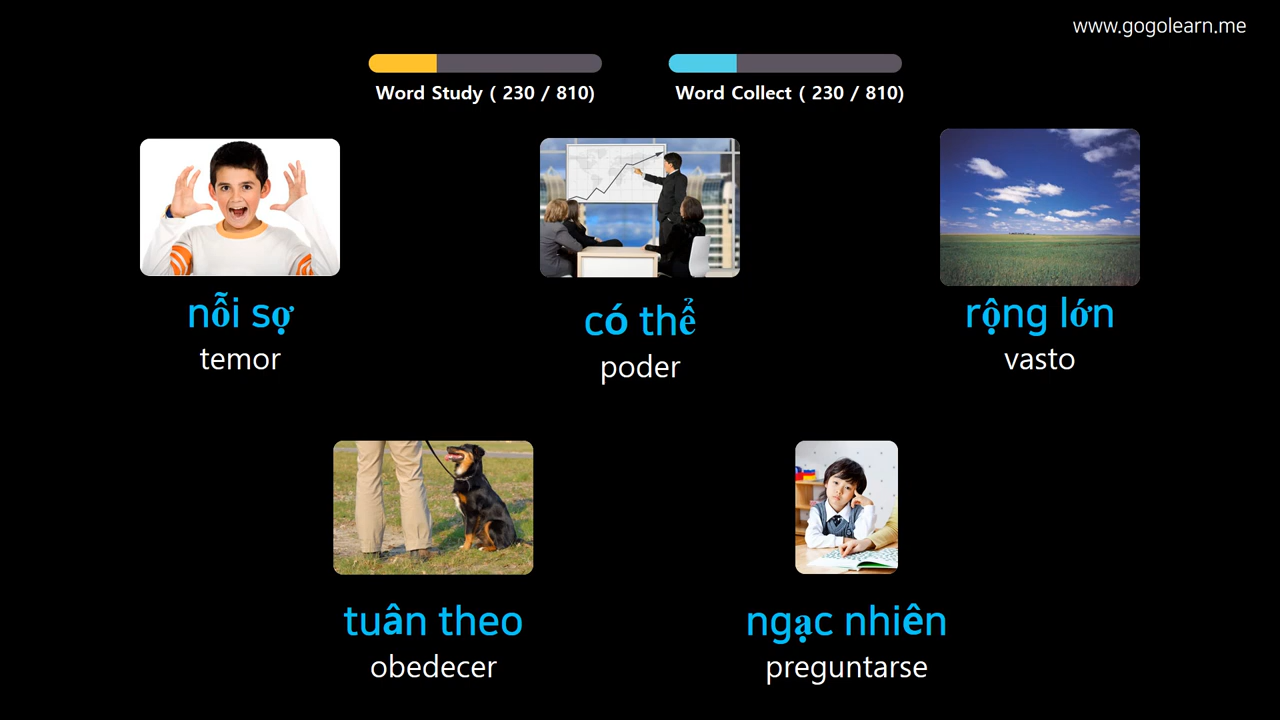 www.gogolearn.me
Word Study ( 230 / 810)
Word Collect ( 230 / 810)
nỗi sợ
temor
có thể
poder
rộng lớn
vasto
tuân theo
obedecer
ngạc nhiên
preguntarse